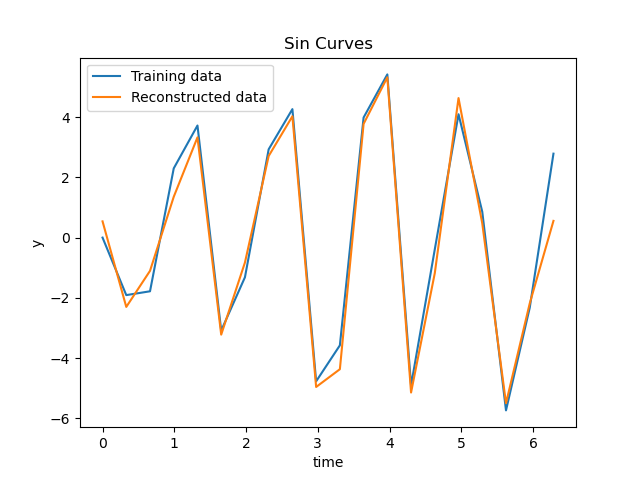 Sin Curves
Training data
Reconstructed data
4
2
0
−2
−4
−6
y
0 1 2 3 4 5 6
time